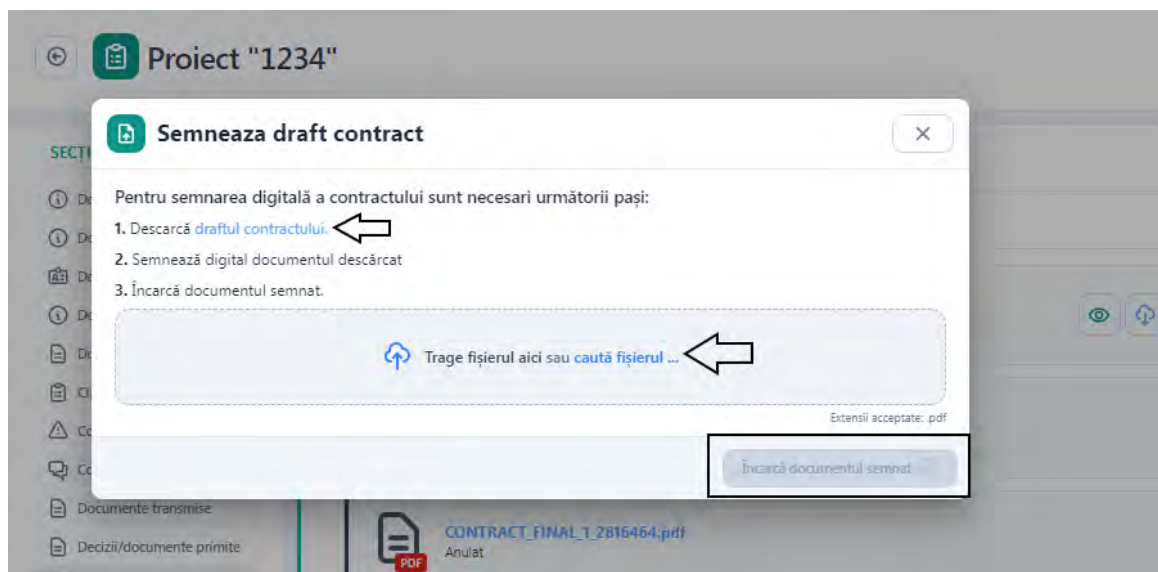 Proiect "1234"
Semneaza draft contract
SECȚI
Pentru semnarea digitală a contractului sunt necesari următorii pași:
1. Descarcă draftul contractului.
2. Semnează digital documentul descărcat
3. Încarcă documentul semnat.
Trage fișierul aici sau caută fișierul ...
Extensii acceptate: .pdf
Încarcă documentul semnat
Documente transmise
Decizii/documente primite
CONTRACT_FINAL_1_2816464.pdf
Anulat
PDF